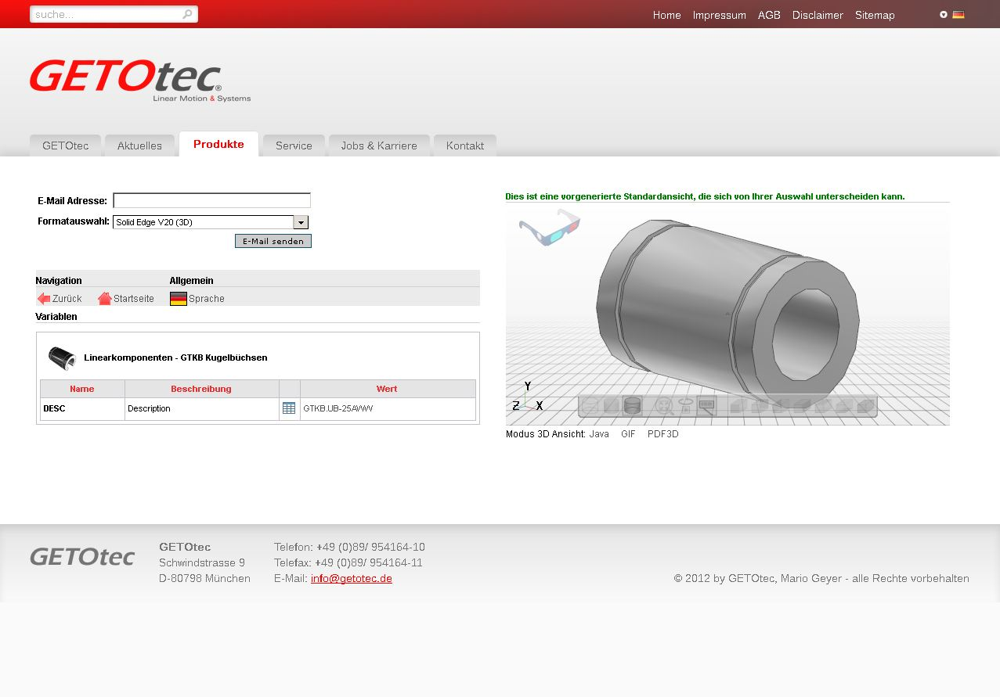 suche...
Home Impressum AGB Disclaimer Sitemap
GETOtec®
Linear Motion & Systems
GETOtec Aktuelles Produkte Service Jobs & Karriere Kontakt
E-Mail Adresse:
Formatauswahl: Solid Edge V20 (3D)
E-Mail senden
Navigation Allgemein
Zurück Startseite Sprache
Variablen
Linearkomponenten - GTKB Kugelbüchsen
Name Beschreibung Wert
DESC Description GTKB.UB-25AVWV
Dies ist eine vorgenerierte Standardansicht, die sich von Ihrer Auswahl unterscheiden kann.
Y
Z X
Modus 3D Ansicht: Java GIF PDF3D
GETOtec
GETOtec
Schwindstrasse 9
D-80798 München
Telefon: +49 (0)89/ 954164-10
Telefax: +49 (0)89/ 954164-11
E-Mail: info@getotec.de
© 2012 by GETOtec, Mario Geyer - alle Rechte vorbehalten